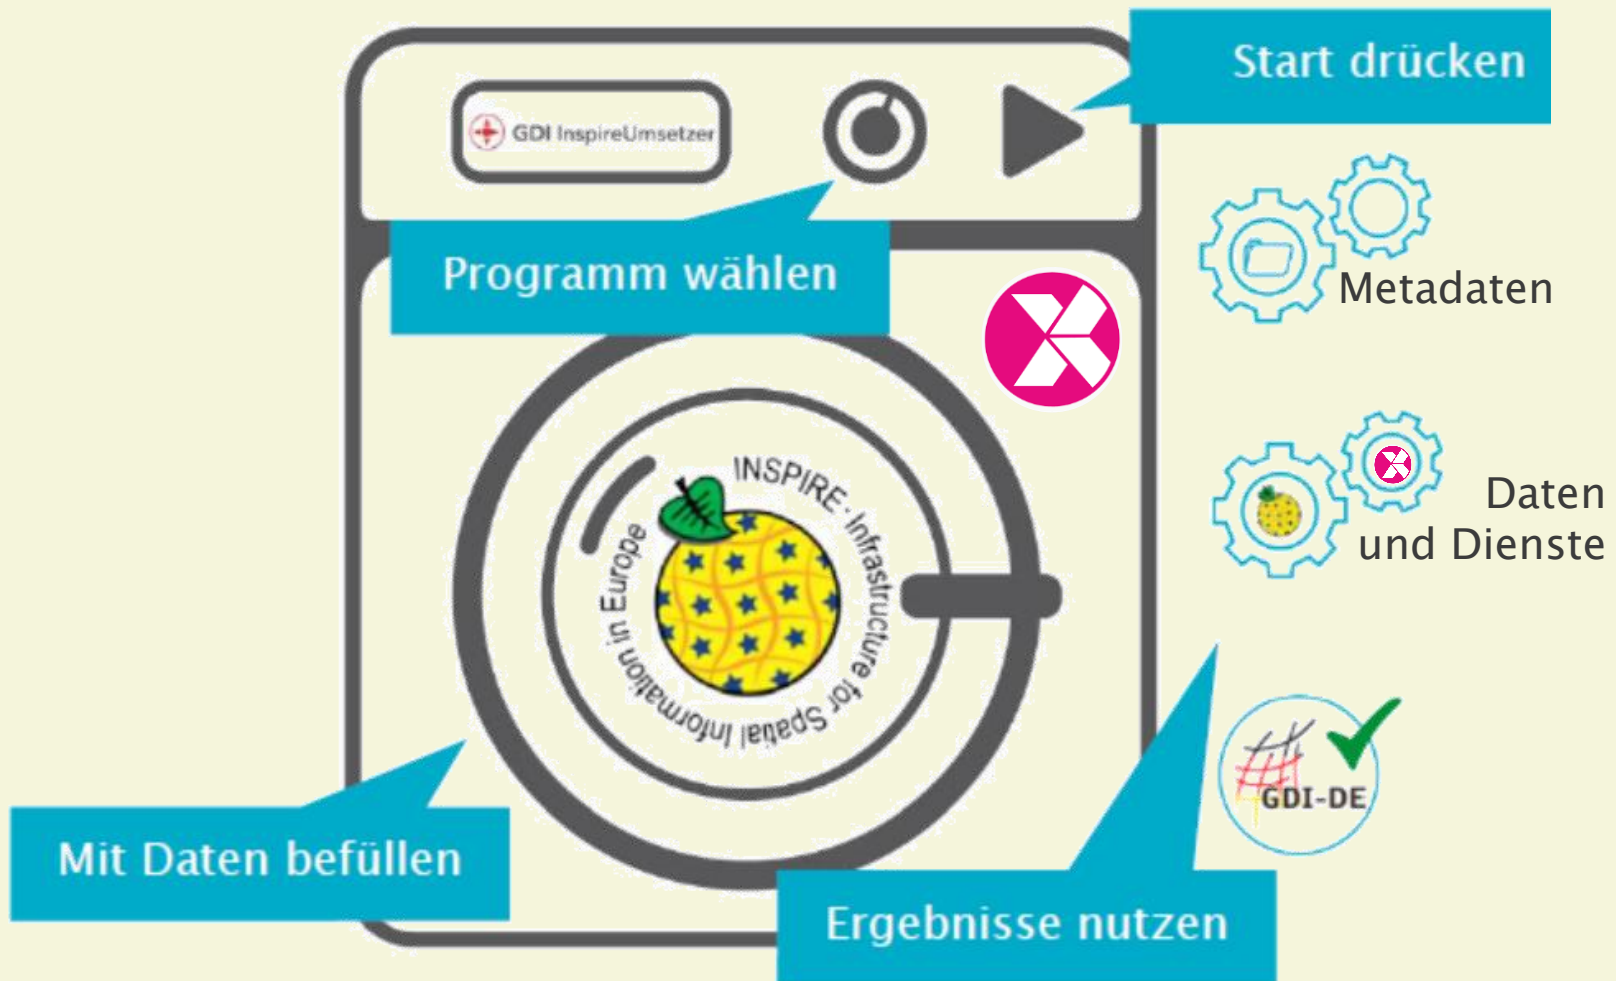 Start drücken
GDI InspireUmsetzer
Programm wählen
Metadaten
INSPIRE · Infrastructure for Spatial Information in Europe
Daten
und Dienste
GDI-DE
Mit Daten befüllen
Ergebnisse nutzen